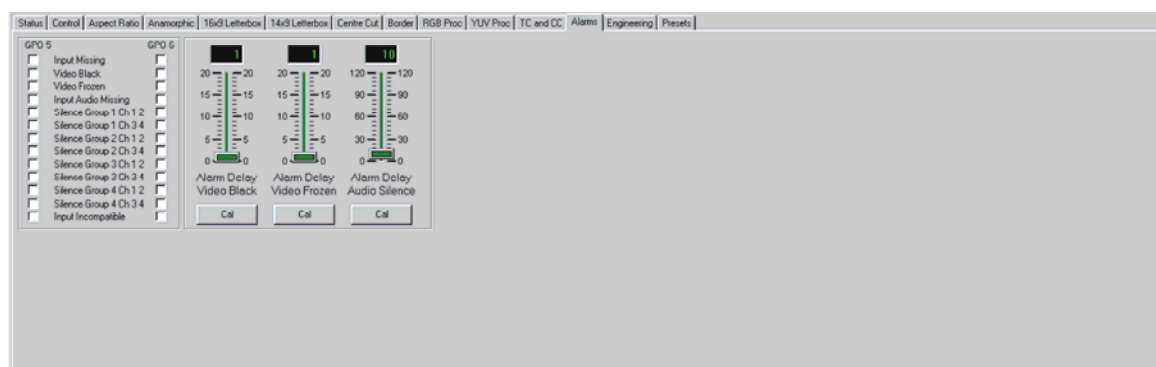 Status Control Aspect Ratio Anamorphic 16x9 Letterbox 14x9 Letterbox Centre Cut Border RGB Proc YUV Proc TC and CC Alarms Engineering Presets
GPO 5 GPO 6
Input Missing
Video Black
Video Frozen
Input Audio Missing
Silence Group 1 Ch 1 2
Silence Group 1 Ch 3 4
Silence Group 2 Ch 1 2
Silence Group 2 Ch 3 4
Silence Group 3 Ch 1 2
Silence Group 3 Ch 3 4
Silence Group 4 Ch 1 2
Silence Group 4 Ch 3 4
Input Incompatible
1 1 10
20 20 20 20 120 120
15 15 15 15 90 90
10 10 10 10 60 60
5 5 5 5 30 30
0 0 0 0 0 0
Alarm Delay Alarm Delay Alarm Delay
Video Black Video Frozen Audio Silence
Cal Cal Cal